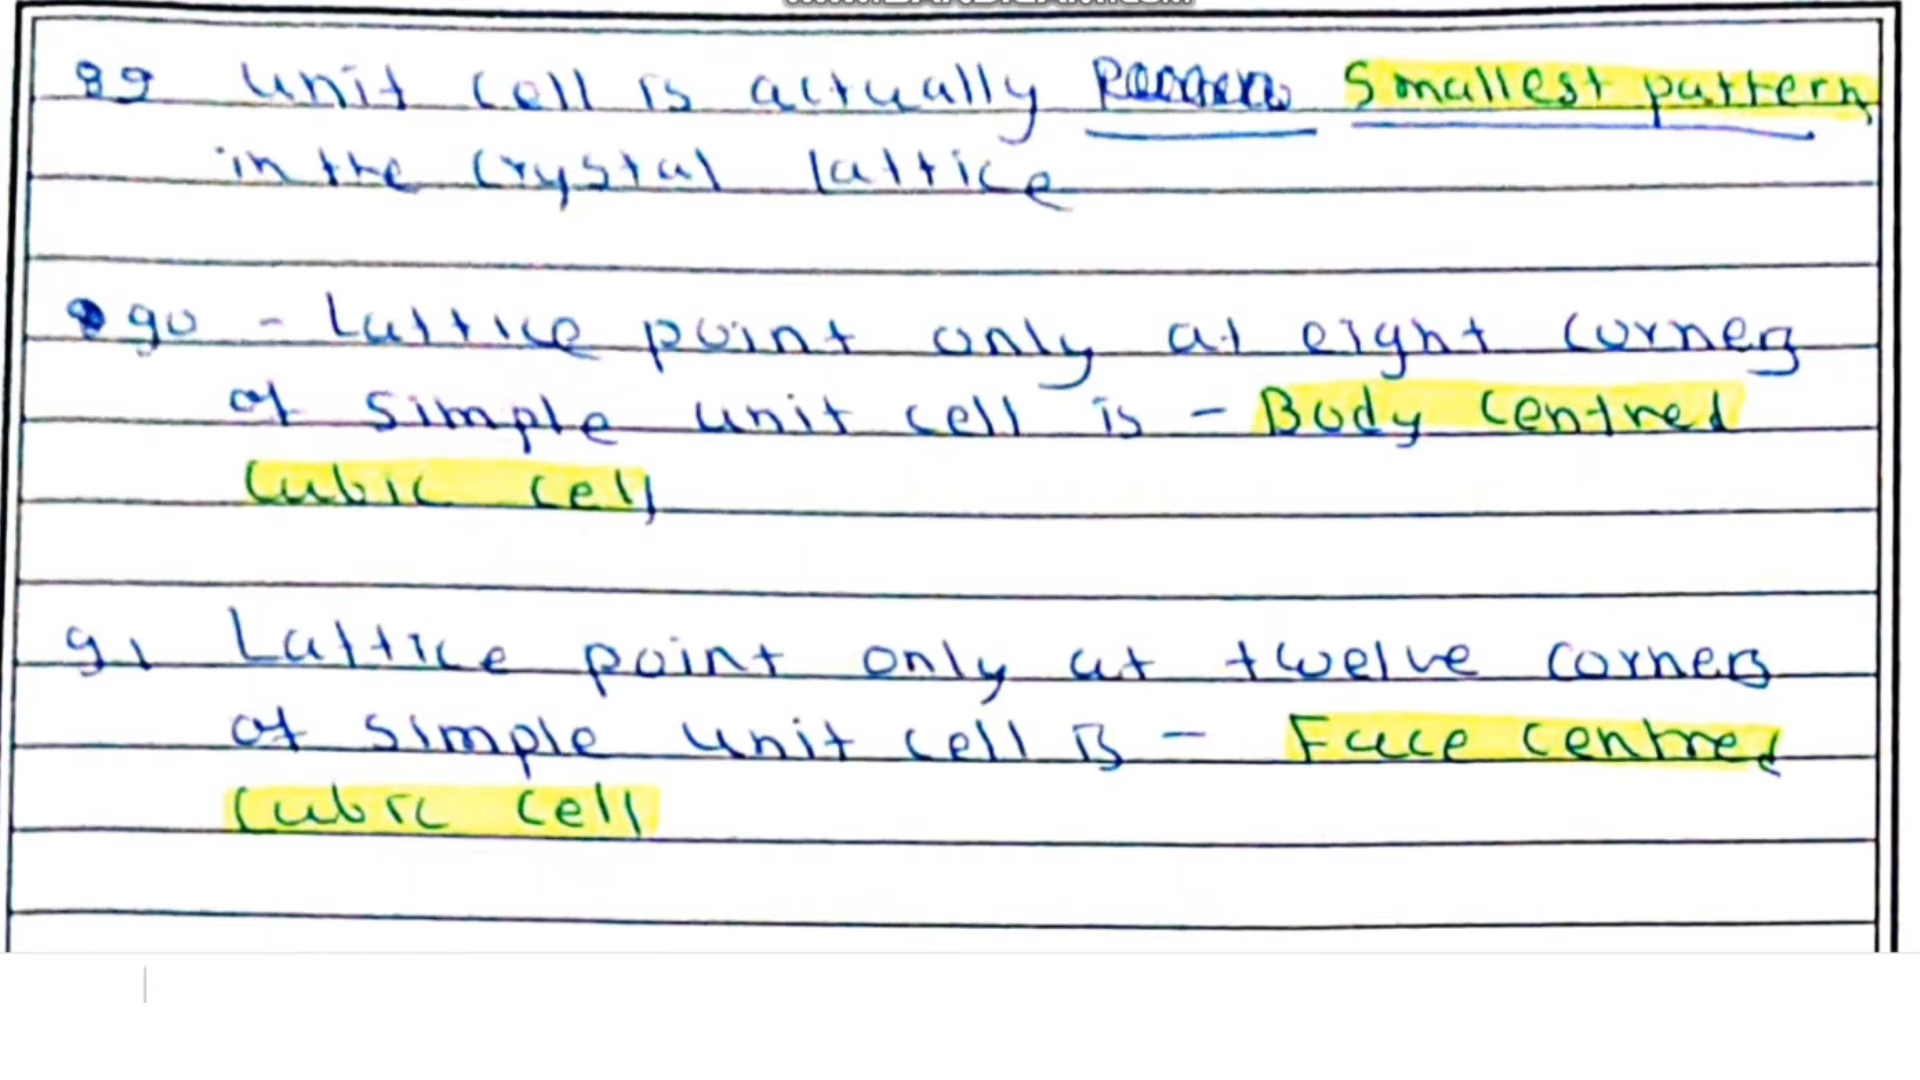 89 unit cell is actually Smallest pattern
in the crystal lattice
90 - Lattice point only at eight corners
of simple unit cell is - Body centred
cubic cell
91 Lattice point only at twelve corners
of simple unit cell is - Face centred
cubic cell